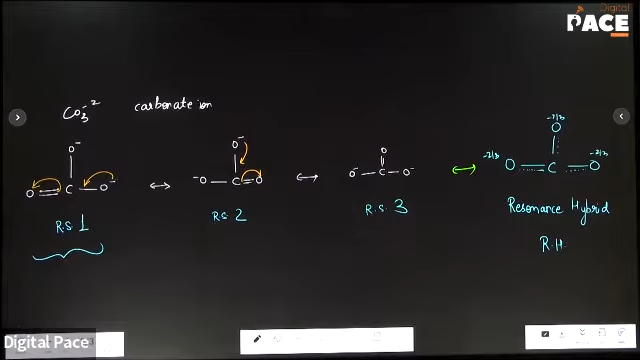 Digital
PACE
CO3-2 carbonate ion
O-
O = C - O-
R.S. 1
O-
-O - C = O
R.S. 2
O
O- - C - O-
R.S. 3
-2/3
O
-2/3 O C O -2/3
Resonance Hybrid
R.H.
Digital Pace